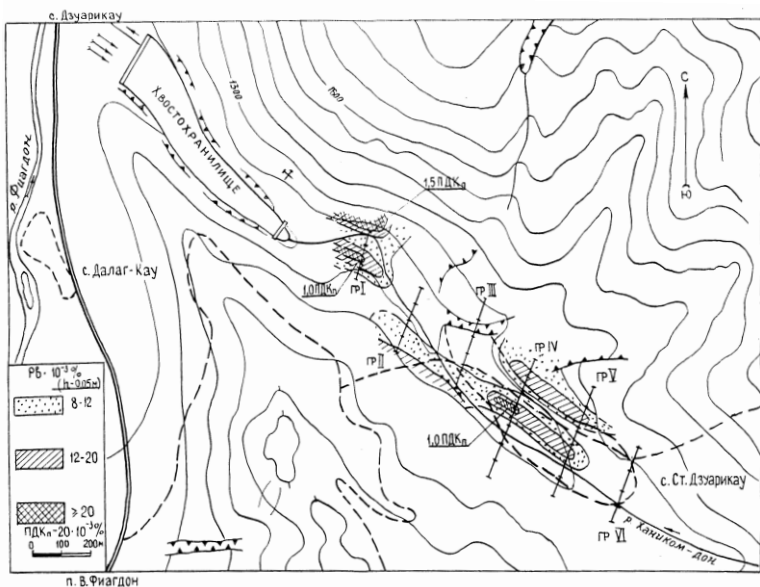 с. Дзуарикау
р. Фиагдон
ХВОСТОХРАНИЛИЩЕ
1300
1500
С
Ю
1,5 ПДКп
с. Далаг-Кау
1,0 ПДКп
гр I
гр III
гр II
гр IV
гр V
Pb · 10⁻³%
(h-0,05м)
8-12
12-20
≥ 20
ПДКп-20·10⁻³%
0 100 200м
1,0 ПДКп
с. Ст. Дзуарикау
р. Хаником-дон
гр VI
п. В.Фиагдон